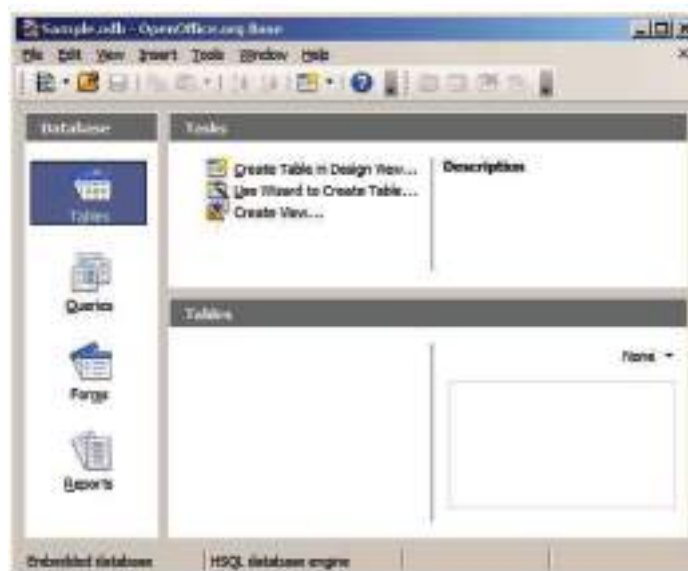 Sample.odb - OpenOffice.org Base
File Edit View Insert Tools Window Help
Database
Tasks
Tables
Queries
Forms
Reports
Create Table in Design View...
Use Wizard to Create Table...
Create View...
Description
Tables
None
Embedded database
HSQL database engine